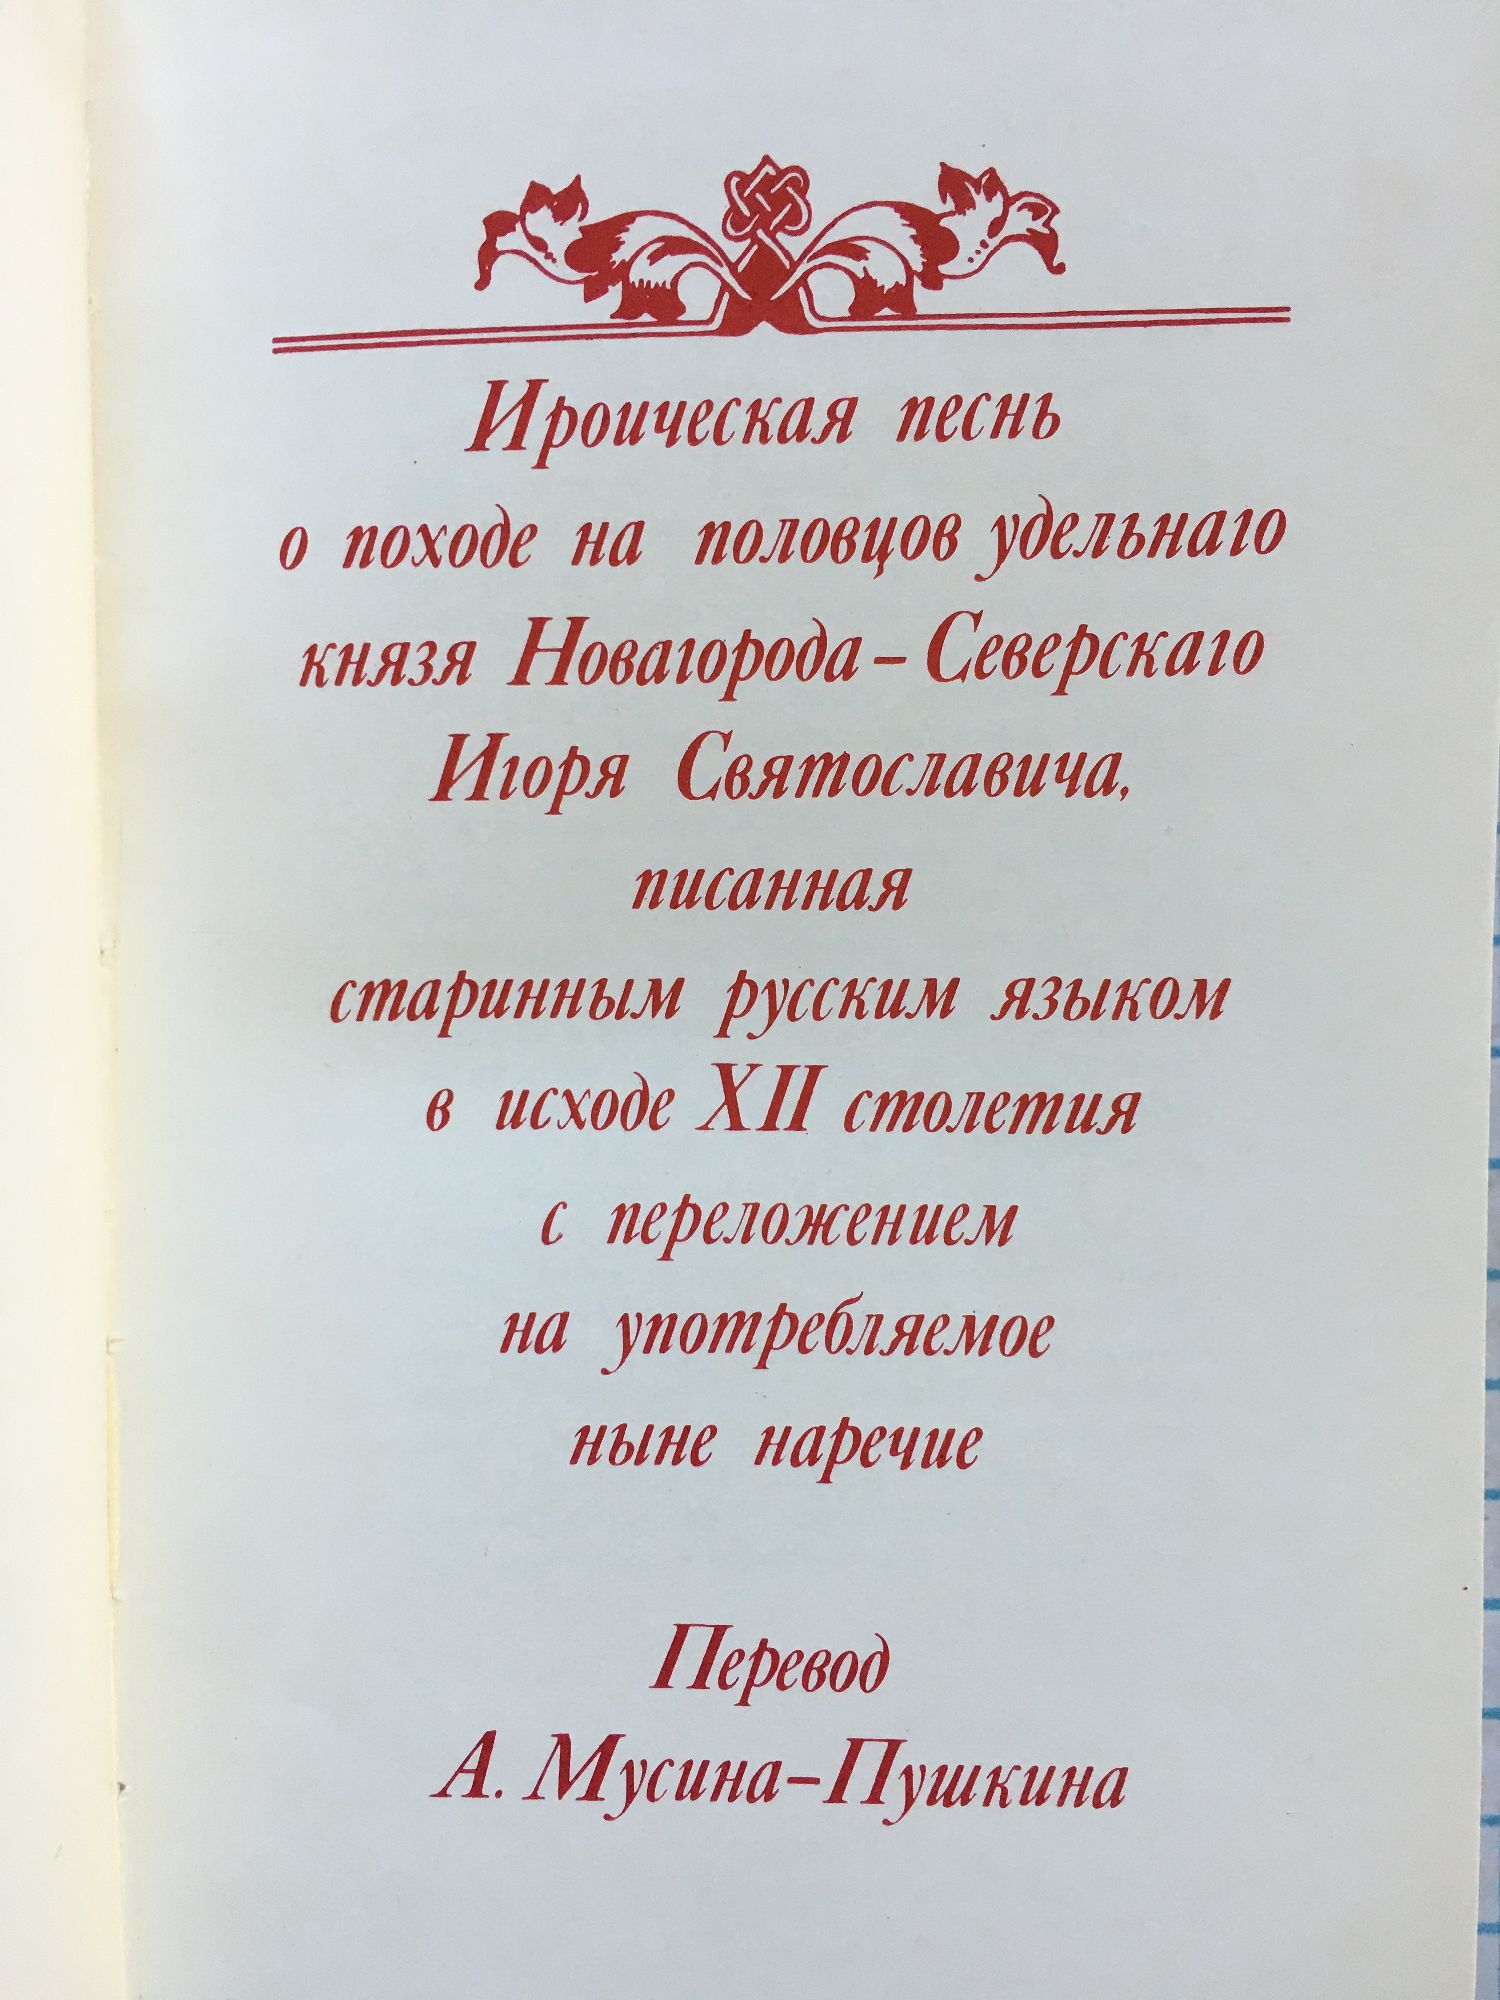 Ироическая песнь
о походе на половцов удельнаго
князя Новагорода-Северскаго
Игоря Святославича,
писанная
старинным русским языком
в исходе XII столетия
с переложением
на употребляемое
ныне наречие
Перевод
А. Мусина-Пушкина